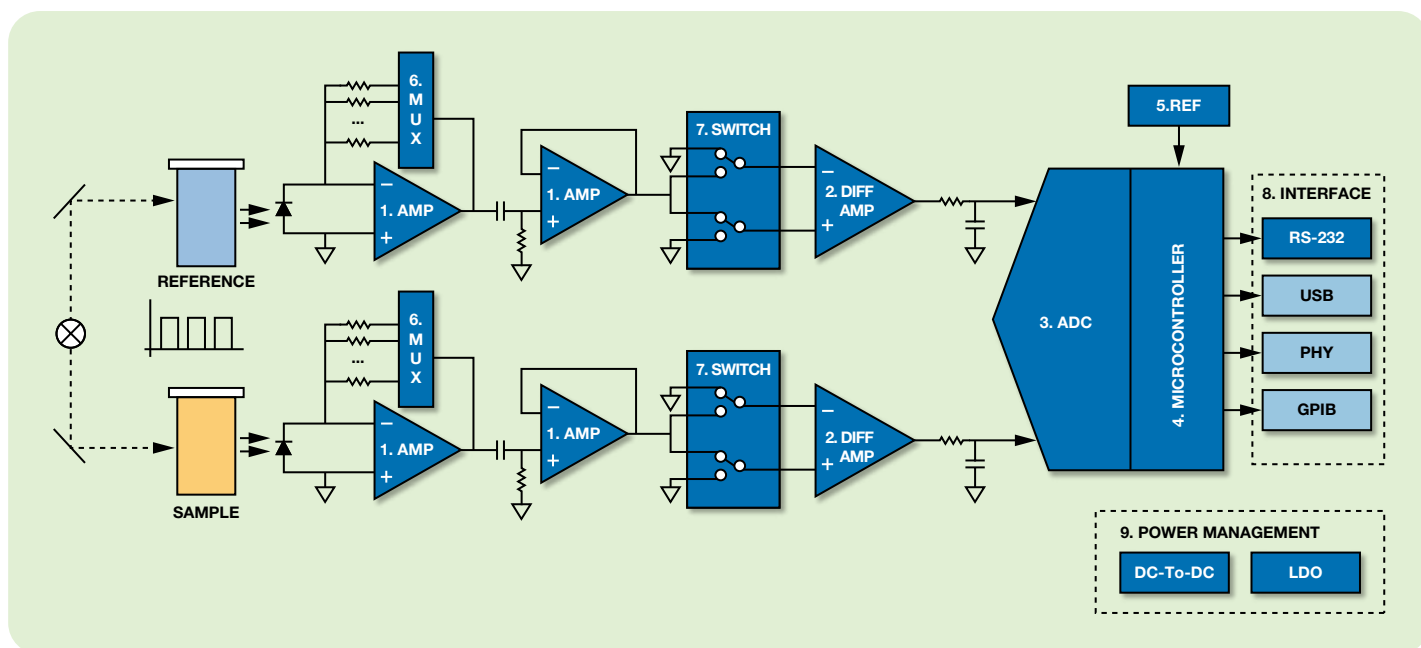 6.
M
U
X
...
1. AMP
1. AMP
7. SWITCH
2. DIFF
AMP
5.REF
REFERENCE
3. ADC
4. MICROCONTROLLER
8. INTERFACE
RS-232
USB
PHY
GPIB
6.
M
U
X
...
1. AMP
1. AMP
7. SWITCH
2. DIFF
AMP
SAMPLE
9. POWER MANAGEMENT
DC-To-DC
LDO